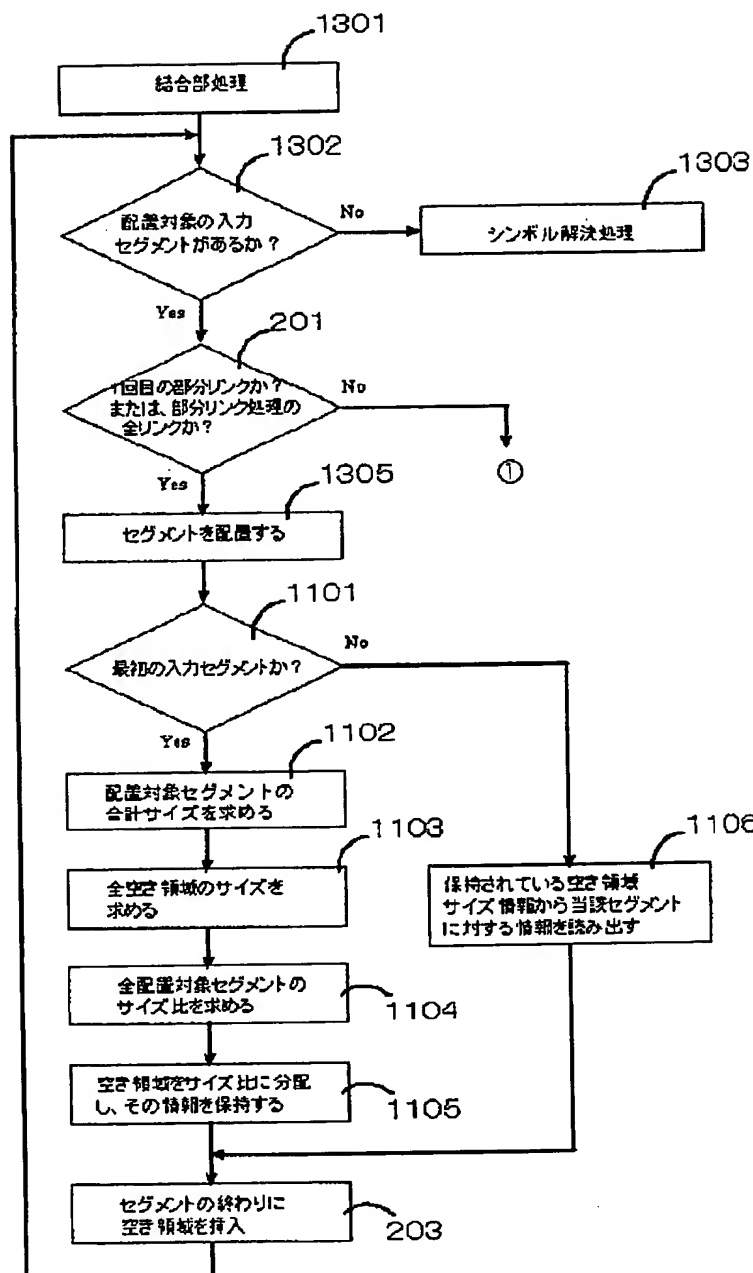 1301
結合部処理
1302
配置対象の入力
セグメントがあるか?
No
1303
シンボル解決処理
Yes
201
1回目の部分リンクか?
または、部分リンク処理の
全リンクか?
No
①
Yes
1305
セグメントを配置する
1101
最初の入力セグメントか?
No
Yes
1102
配置対象セグメントの
合計サイズを求める
1103
全空き領域のサイズを
求める
1106
保持されている空き領域
サイズ情報から当該セグメント
に対する情報を読み出す
全配置対象セグメントの
サイズ比を求める
1104
空き領域をサイズ比に分配
し、その情報を保持する
1105
セグメントの終わりに
空き領域を挿入
203